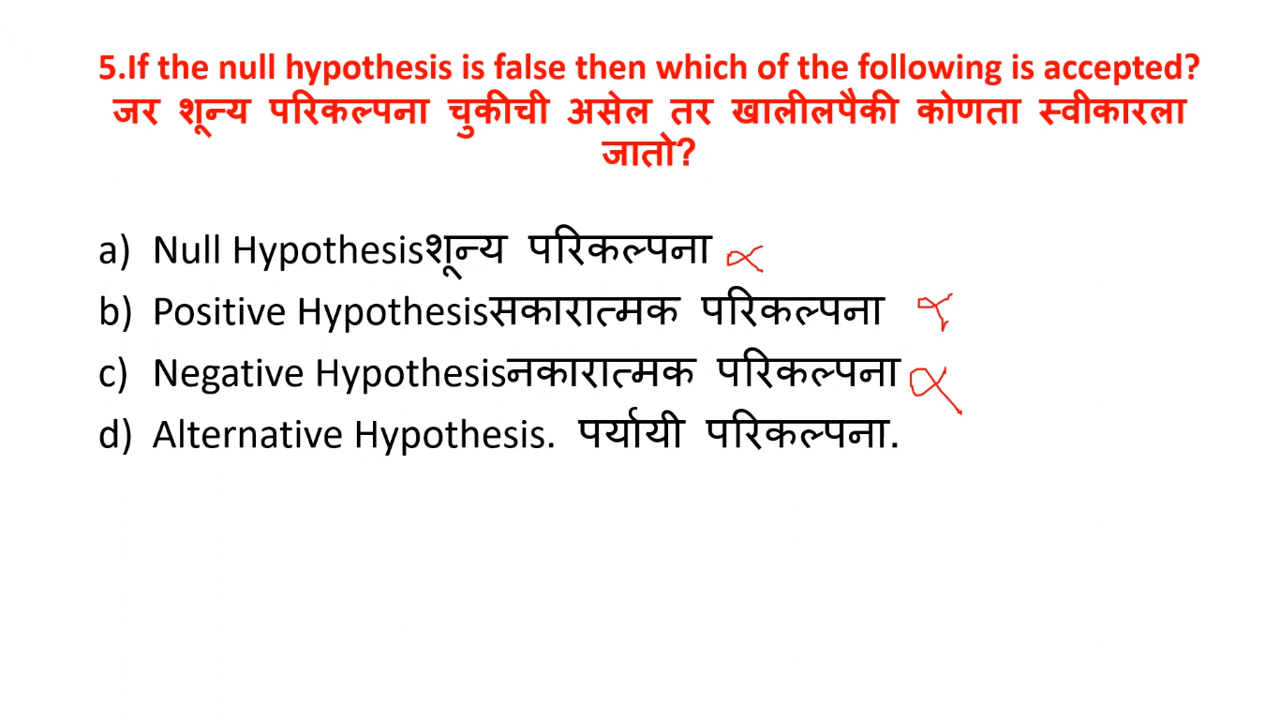 5.If the null hypothesis is false then which of the following is accepted?
जर शून्य परिकल्पना चुकीची असेल तर खालीलपैकी कोणता स्वीकारला
जातो?
a) Null Hypothesisशून्य परिकल्पना
b) Positive Hypothesisसकारात्मक परिकल्पना
c) Negative Hypothesisनकारात्मक परिकल्पना
d) Alternative Hypothesis. पर्यायी परिकल्पना.